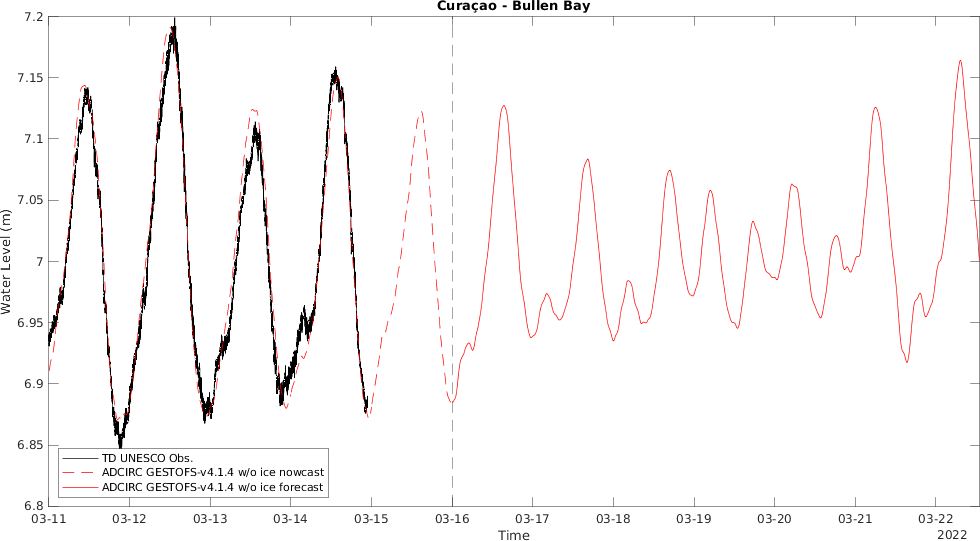 Curaçao - Bullen Bay
7.2
7.15
7.1
7.05
7
6.95
6.9
6.85
6.8
Water Level (m)
TD UNESCO Obs.
ADCIRC GESTOFS-v4.1.4 w/o ice nowcast
ADCIRC GESTOFS-v4.1.4 w/o ice forecast
03-11 03-12 03-13 03-14 03-15 03-16 03-17 03-18 03-19 03-20 03-21 03-22
Time
2022